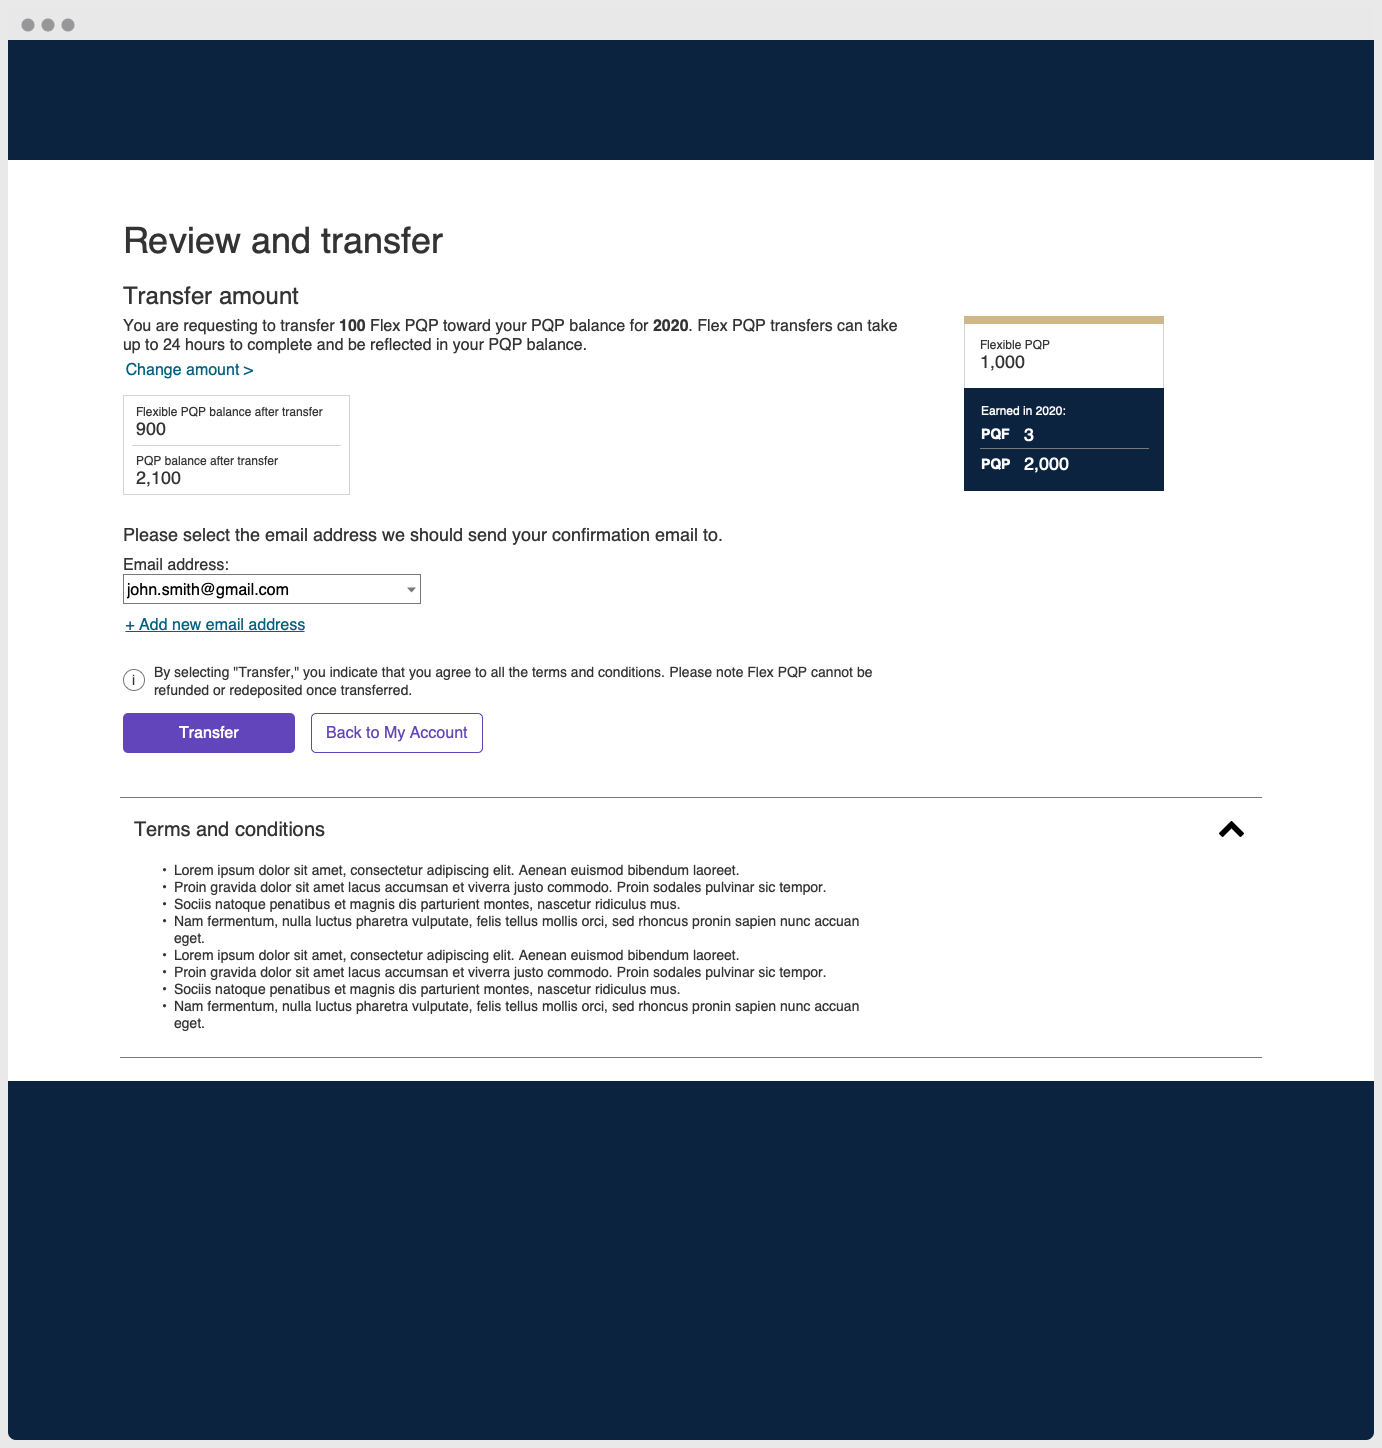 Review and transfer
Transfer amount
You are requesting to transfer 100 Flex PQP toward your PQP balance for 2020. Flex PQP transfers can take
up to 24 hours to complete and be reflected in your PQP balance.
Change amount >
Flexible PQP balance after transfer
900
PQP balance after transfer
2,100
Flexible PQP
1,000
Earned in 2020:
PQF 3
PQP 2,000
Please select the email address we should send your confirmation email to.
Email address:
john.smith@gmail.com
+ Add new email address
i
By selecting "Transfer," you indicate that you agree to all the terms and conditions. Please note Flex PQP cannot be
refunded or redeposited once transferred.
Transfer
Back to My Account
Terms and conditions
• Lorem ipsum dolor sit amet, consectetur adipiscing elit. Aenean euismod bibendum laoreet.
• Proin gravida dolor sit amet lacus accumsan et viverra justo commodo. Proin sodales pulvinar sic tempor.
• Sociis natoque penatibus et magnis dis parturient montes, nascetur ridiculus mus.
• Nam fermentum, nulla luctus pharetra vulputate, felis tellus mollis orci, sed rhoncus pronin sapien nunc accuan
eget.
• Lorem ipsum dolor sit amet, consectetur adipiscing elit. Aenean euismod bibendum laoreet.
• Proin gravida dolor sit amet lacus accumsan et viverra justo commodo. Proin sodales pulvinar sic tempor.
• Sociis natoque penatibus et magnis dis parturient montes, nascetur ridiculus mus.
• Nam fermentum, nulla luctus pharetra vulputate, felis tellus mollis orci, sed rhoncus pronin sapien nunc accuan
eget.